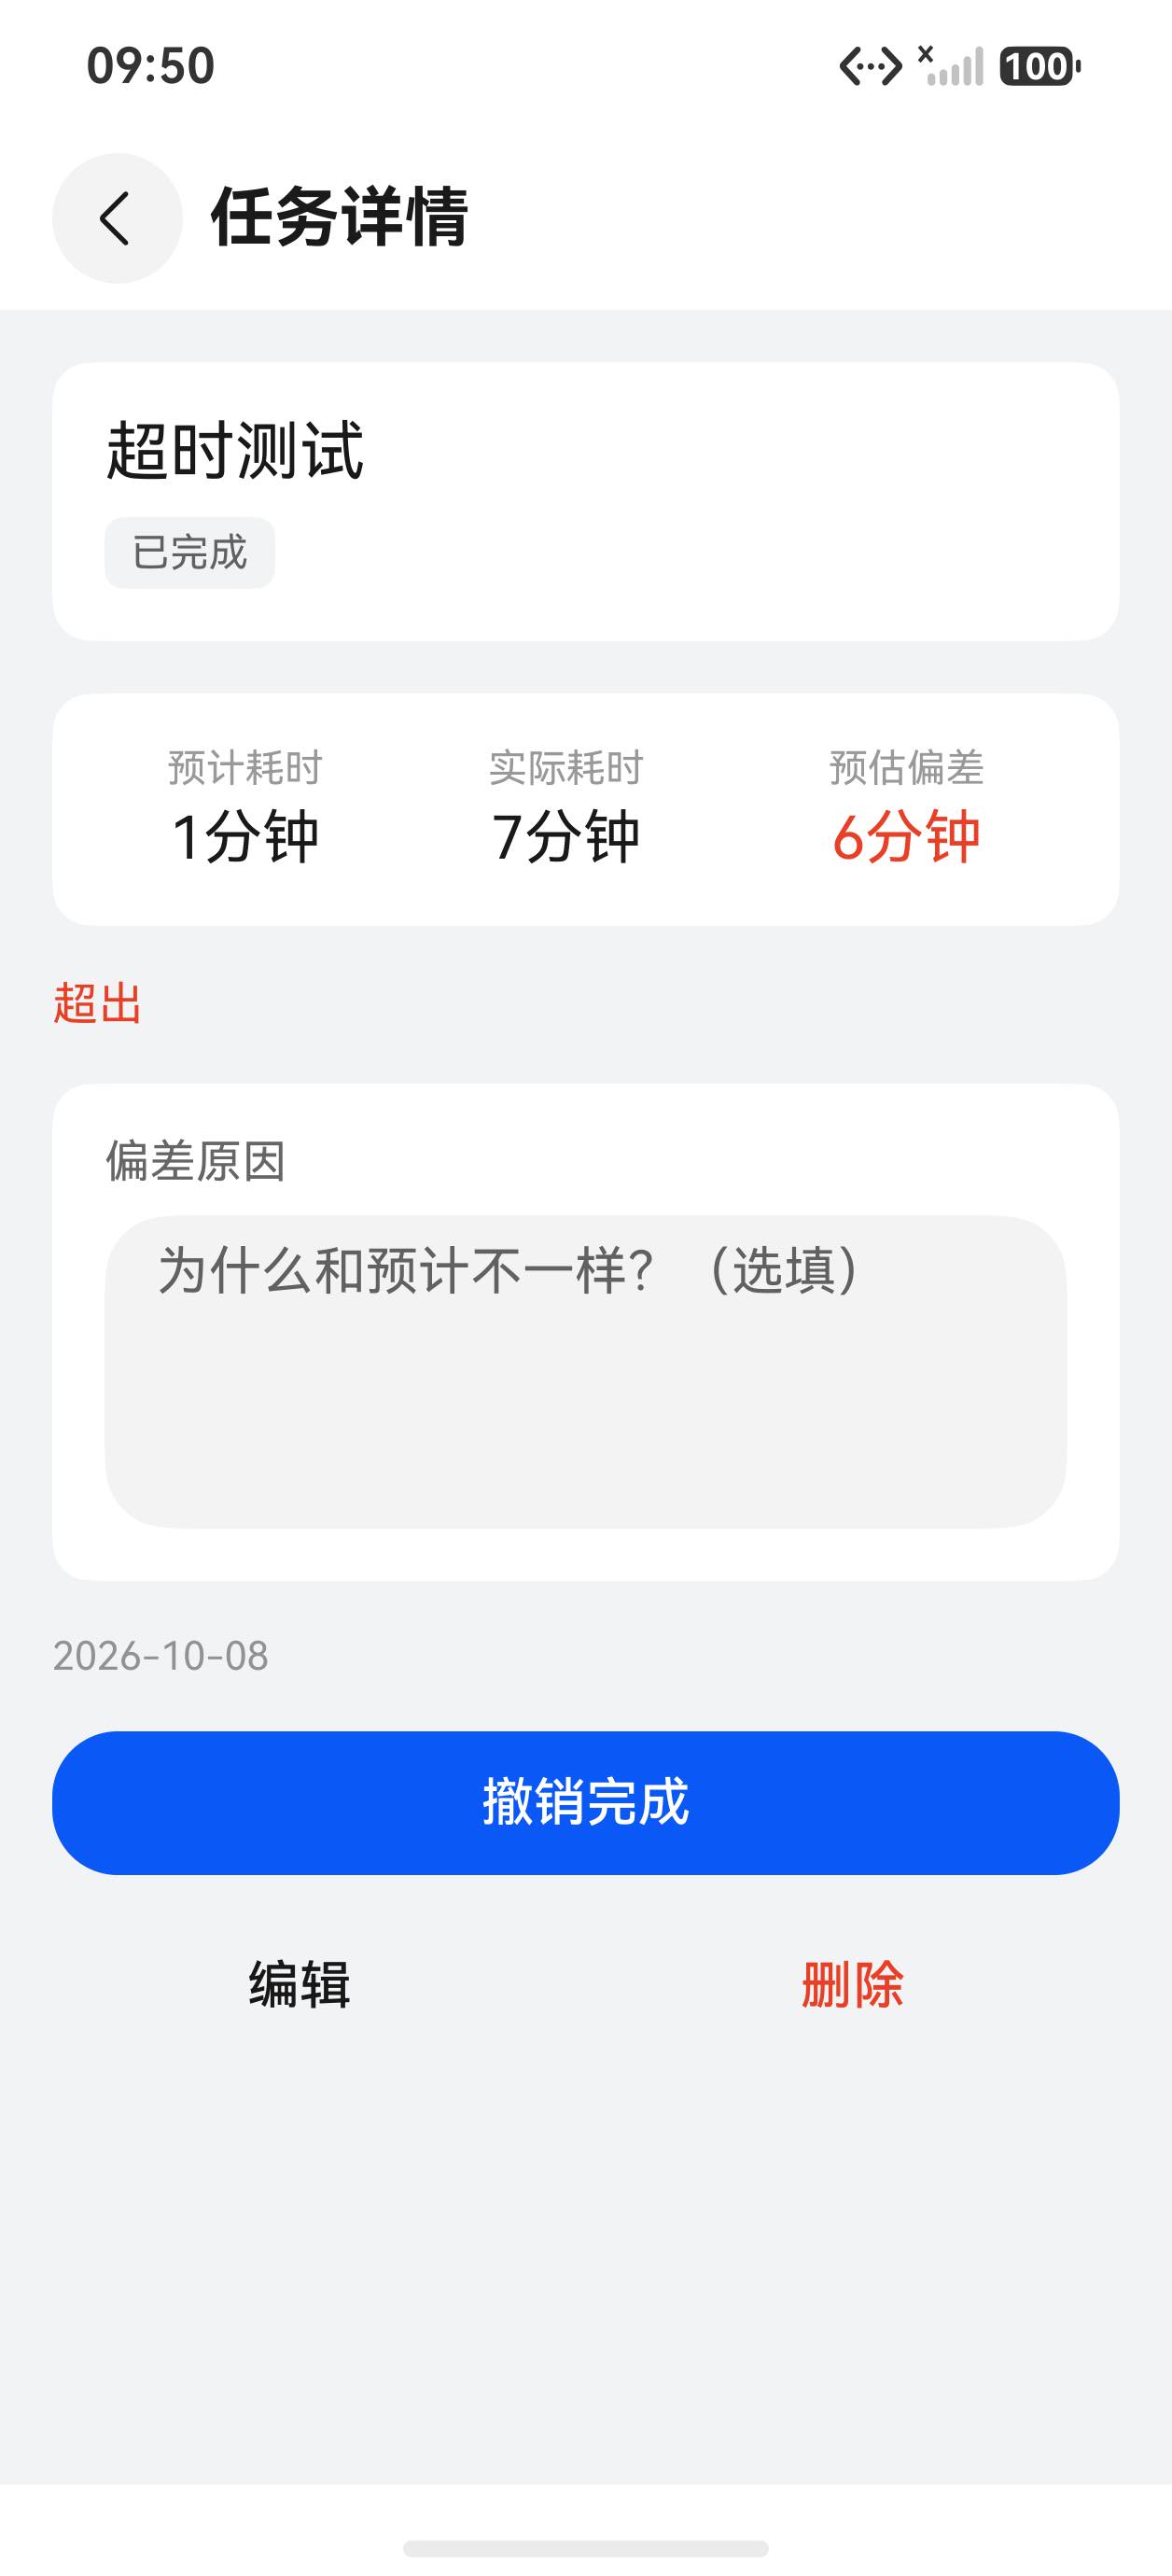 09:50
100
任务详情
超时测试
已完成
预计耗时 实际耗时 预估偏差
1分钟 7分钟 6分钟
超出
偏差原因
为什么和预计不一样？（选填）
2026-10-08
撤销完成
编辑 删除